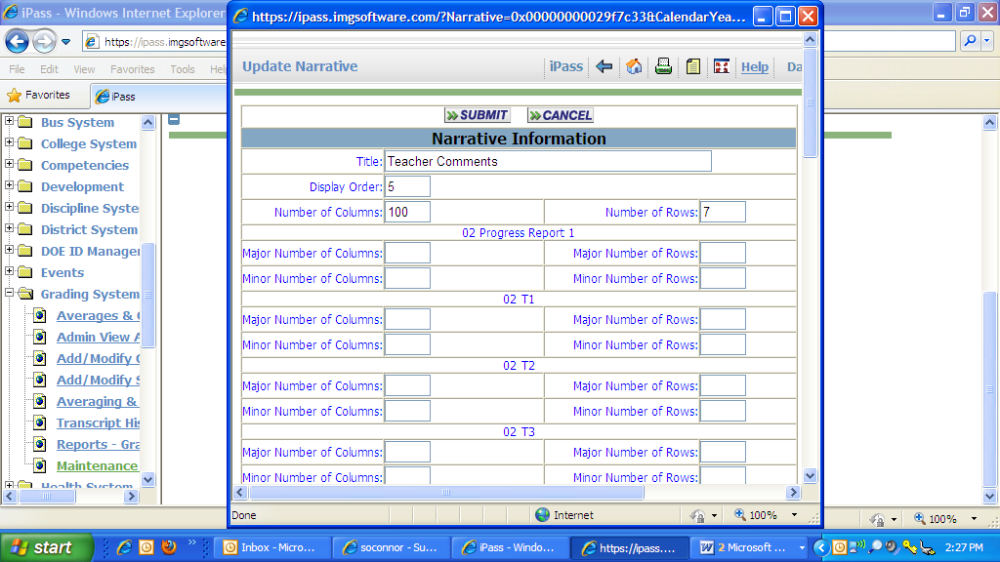 iPass - Windows Internet Explorer
https://ipass.imgsoftware
File Edit View Favorites Tools Help
Favorites
iPass
Bus System
College System
Competencies
Development
Discipline Syste
District System
DOE ID Manager
Events
Grading System
Averages &
Admin View A
Add/Modify
Add/Modify S
Averaging &
Transcript His
Reports - Gra
Maintenance
Health System
https://ipass.imgsoftware.com/?Narrative=0x00000000029f7c33&CalendarYea...
Update Narrative
iPass
Help
Da
SUBMIT CANCEL
Narrative Information
Title: Teacher Comments
Display Order: 5
Number of Columns: 100 Number of Rows: 7
02 Progress Report 1
Major Number of Columns: Major Number of Rows:
Minor Number of Columns: Minor Number of Rows:
02 T1
Major Number of Columns: Major Number of Rows:
Minor Number of Columns: Minor Number of Rows:
02 T2
Major Number of Columns: Major Number of Rows:
Minor Number of Columns: Minor Number of Rows:
02 T3
Major Number of Columns: Major Number of Rows:
Minor Number of Columns: Minor Number of Rows:
Done Internet 100%
100%
start
Inbox - Micro...
soconnor - Su...
iPass - Windo...
https://ipass....
2 Microsoft ...
2:27 PM